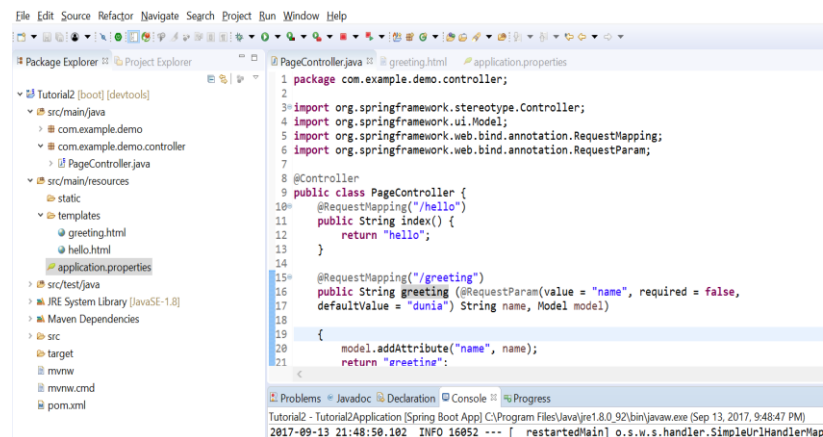 File Edit Source Refactor Navigate Search Project Run Window Help
Package Explorer Project Explorer
Tutorial2 [boot] [devtools]
src/main/java
com.example.demo
com.example.demo.controller
PageController.java
src/main/resources
static
templates
greeting.html
hello.html
application.properties
src/test/java
JRE System Library [JavaSE-1.8]
Maven Dependencies
src
target
mvnw
mvnw.cmd
pom.xml
PageController.java greeting.html application.properties
1 package com.example.demo.controller;
2
3 import org.springframework.stereotype.Controller;
4 import org.springframework.ui.Model;
5 import org.springframework.web.bind.annotation.RequestMapping;
6 import org.springframework.web.bind.annotation.RequestParam;
7
8 @Controller
9 public class PageController {
10 @RequestMapping("/hello")
11 public String index() {
12 return "hello";
13 }
14
15 @RequestMapping("/greeting")
16 public String greeting (@RequestParam(value = "name", required = false,
17 defaultValue = "dunia") String name, Model model)
18
19 {
20 model.addAttribute("name", name);
21 return "greeting";
Problems Javadoc Declaration Console Progress
Tutorial2 - Tutorial2Application [Spring Boot App] C:\Program Files\Java\jre1.8.0_92\bin\javaw.exe (Sep 13, 2017, 9:48:47 PM)
2017-09-13 21:48:50.102 INFO 16052 --- [ restartedMain] o.s.w.s.handler.SimpleUrlHandlerMap